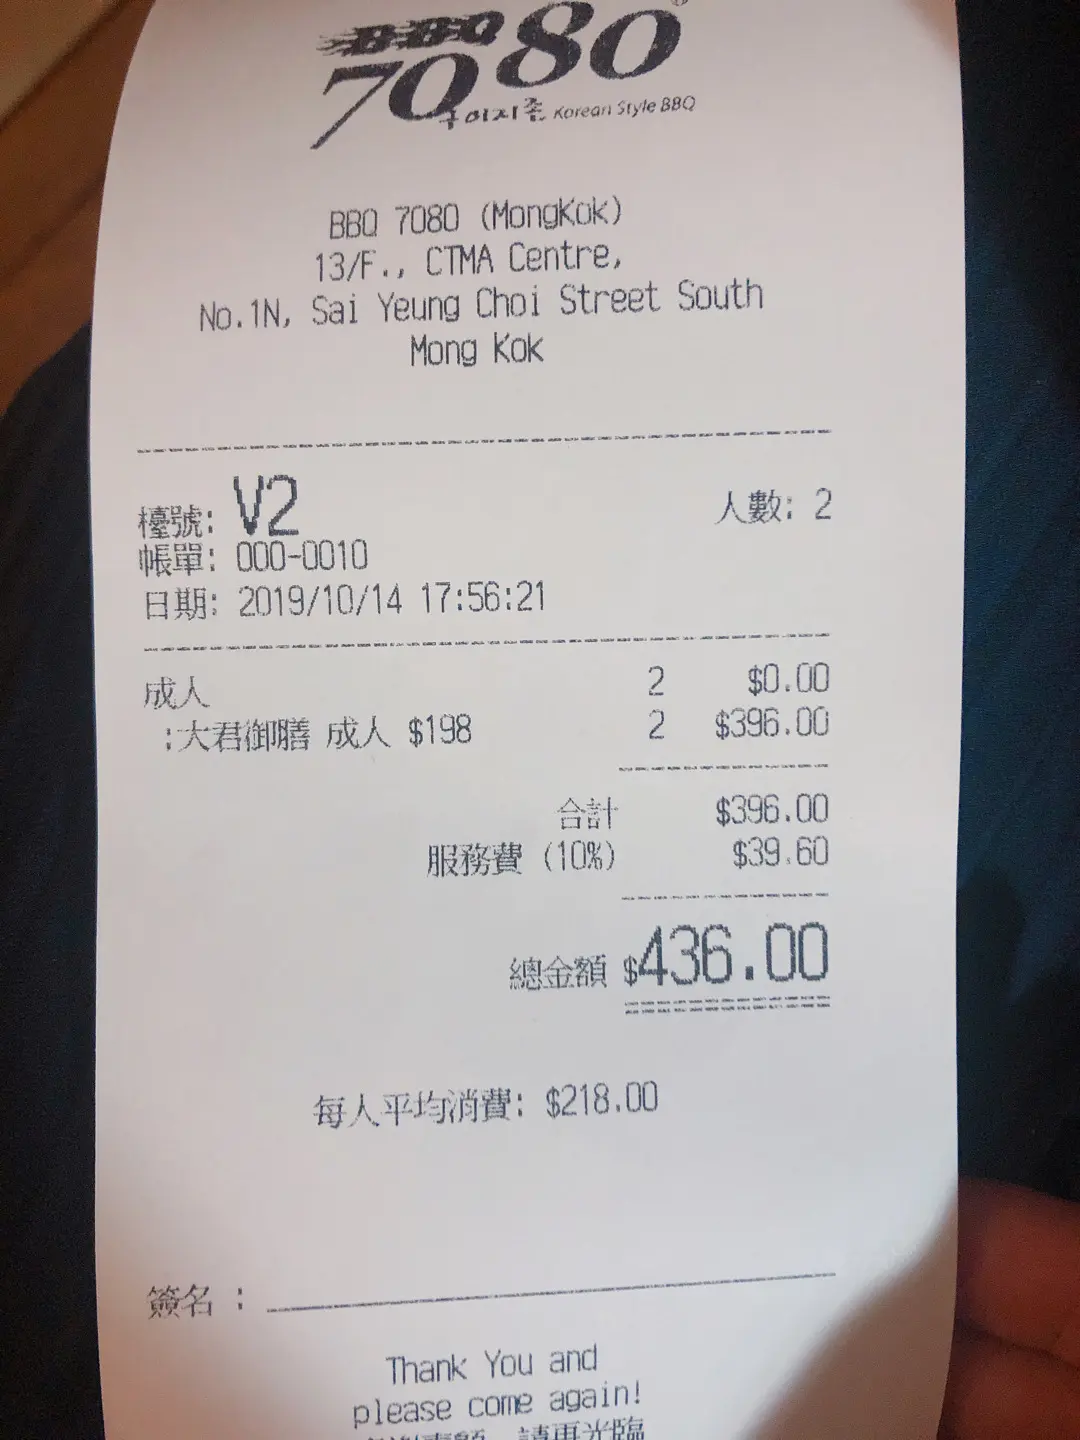 BBQ
7080®
구이지존 Korean Style BBQ
BBQ 7080 (MongKok)
13/F., CTMA Centre,
No.1N, Sai Yeung Choi Street South
Mong Kok
檯號: V2 人數: 2
帳單: 000-0010
日期: 2019/10/14 17:56:21
成人 2 $0.00
:大君御膳 成人 $198 2 $396.00
合計 $396.00
服務費 (10%) $39.60
總金額 $436.00
每人平均消費: $218.00
簽名 :
Thank You and
please come again!
請再光臨